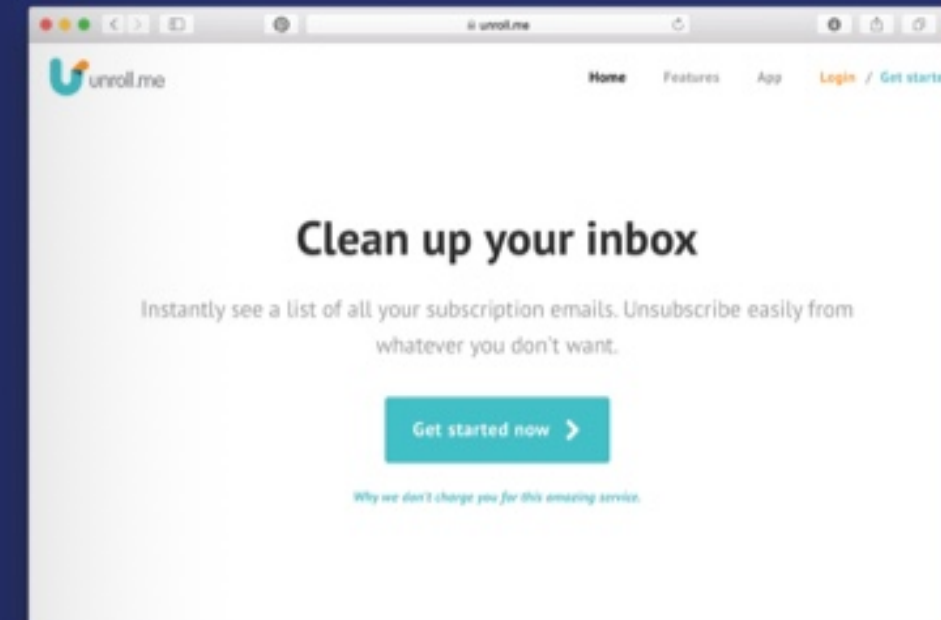 unroll.me
unroll.me
Home Features App Login / Get starte
Clean up your inbox
Instantly see a list of all your subscription emails. Unsubscribe easily from
whatever you don't want.
Get started now
Why we don't charge you for this amazing service.